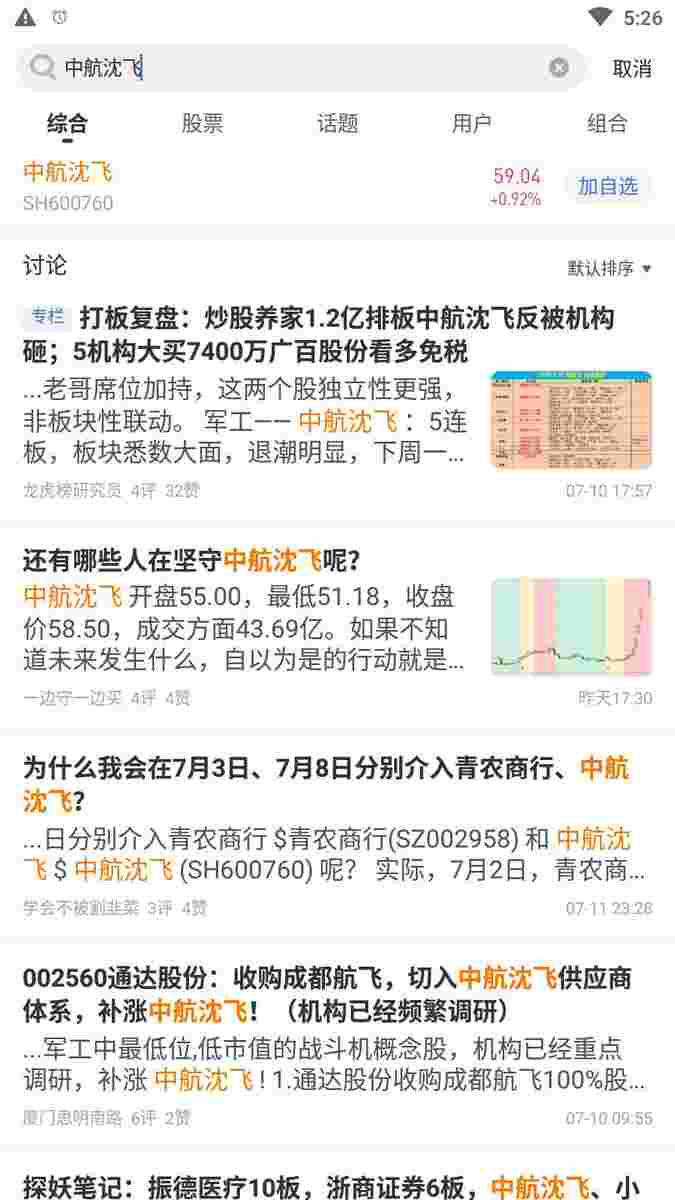 5:26
中航沈飞
取消
综合 股票 话题 用户 组合
中航沈飞 59.04
SH600760 +0.92% 加自选
讨论 默认排序
专栏 打板复盘：炒股养家1.2亿排板中航沈飞反被机构
砸；5机构大买7400万广百股份看多免税
...老哥席位加持，这两个股独立性更强，
非板块性联动。 军工—— 中航沈飞 ：5连
板，板块悉数大面，退潮明显，下周一...
龙虎榜研究员 4评 32赞 07-10 17:57
还有哪些人在坚守中航沈飞呢？
中航沈飞 开盘55.00，最低51.18，收盘
价58.50，成交方面43.69亿。如果不知
道未来发生什么，自以为是的行动就是...
一边守一边买 4评 4赞 昨天17:30
为什么我会在7月3日、7月8日分别介入青农商行、中航
沈飞？
...日分别介入青农商行 $青农商行(SZ002958) 和 中航沈
飞 $ 中航沈飞 (SH600760) 呢？ 实际，7月2日，青农商...
学会不被割韭菜 3评 4赞 07-11 23:28
002560通达股份：收购成都航飞，切入中航沈飞供应商
体系，补涨中航沈飞！（机构已经频繁调研）
...军工中最低位,低市值的战斗机概念股，机构已经重点
调研，补涨 中航沈飞 ! 1.通达股份收购成都航飞100%股...
厦门思明南路 6评 2赞 07-10 09:55
探妖笔记：振德医疗10板，浙商证券6板，中航沈飞、小